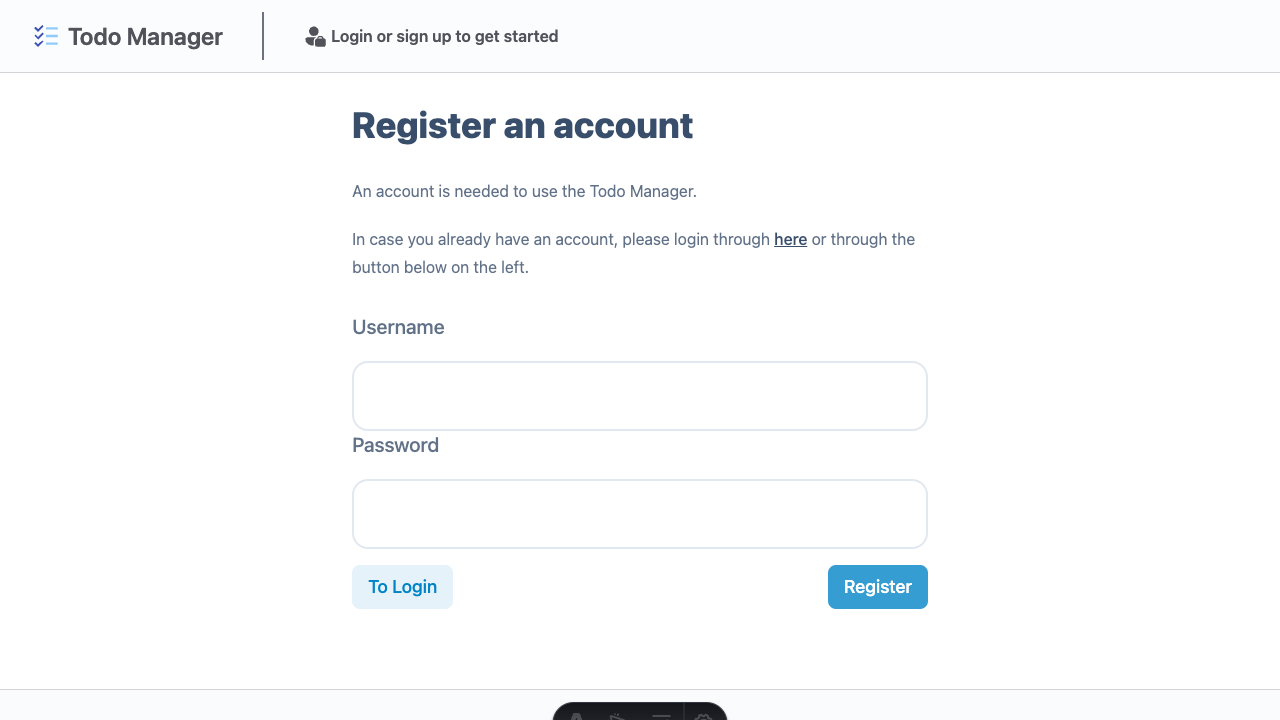 Todo Manager
Login or sign up to get started
Register an account
An account is needed to use the Todo Manager.
In case you already have an account, please login through here or through the
button below on the left.
Username
Password
To Login
Register